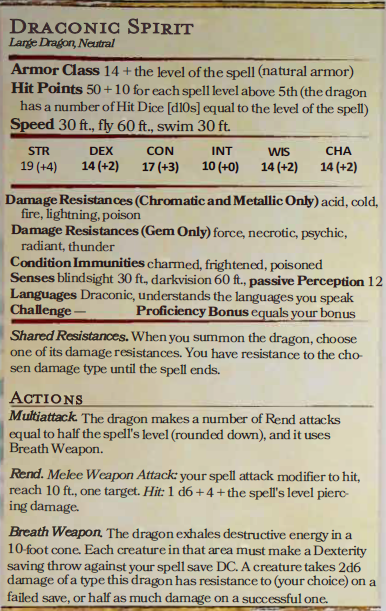 DRACONIC SPIRIT
Large Dragon, Neutral
Armor Class 14 + the level of the spell (natural armor)
Hit Points 50 + 10 for each spell level above 5th (the dragon
has a number of Hit Dice [dl0s] equal to the level of the spell)
Speed 30 ft., fly 60 ft., swim 30 ft.
STR DEX CON INT WIS CHA
19 (+4) 14 (+2) 17 (+3) 10 (+0) 14 (+2) 14 (+2)
Damage Resistances (Chromatic and Metallic Only) acid, cold,
fire, lightning, poison
Damage Resistances (Gem Only) force, necrotic, psychic,
radiant, thunder
Condition Immunities charmed, frightened, poisoned
Senses blindsight 30 ft., darkvision 60 ft., passive Perception 12
Languages Draconic, understands the languages you speak
Challenge — Proficiency Bonus equals your bonus
Shared Resistances. When you summon the dragon, choose
one of its damage resistances. You have resistance to the cho-
sen damage type until the spell ends.
ACTIONS
Multiattack. The dragon makes a number of Rend attacks
equal to half the spell's level (rounded down), and it uses
Breath Weapon.
Rend. Melee Weapon Attack: your spell attack modifier to hit,
reach 10 ft., one target. Hit: 1 d6 + 4 + the spell's level pierc-
ing damage.
Breath Weapon. The dragon exhales destructive energy in a
10-foot cone. Each creature in that area must make a Dexterity
saving throw against your spell save DC. A creature takes 2d6
damage of a type this dragon has resistance to (your choice) on a
failed save, or half as much damage on a successful one.